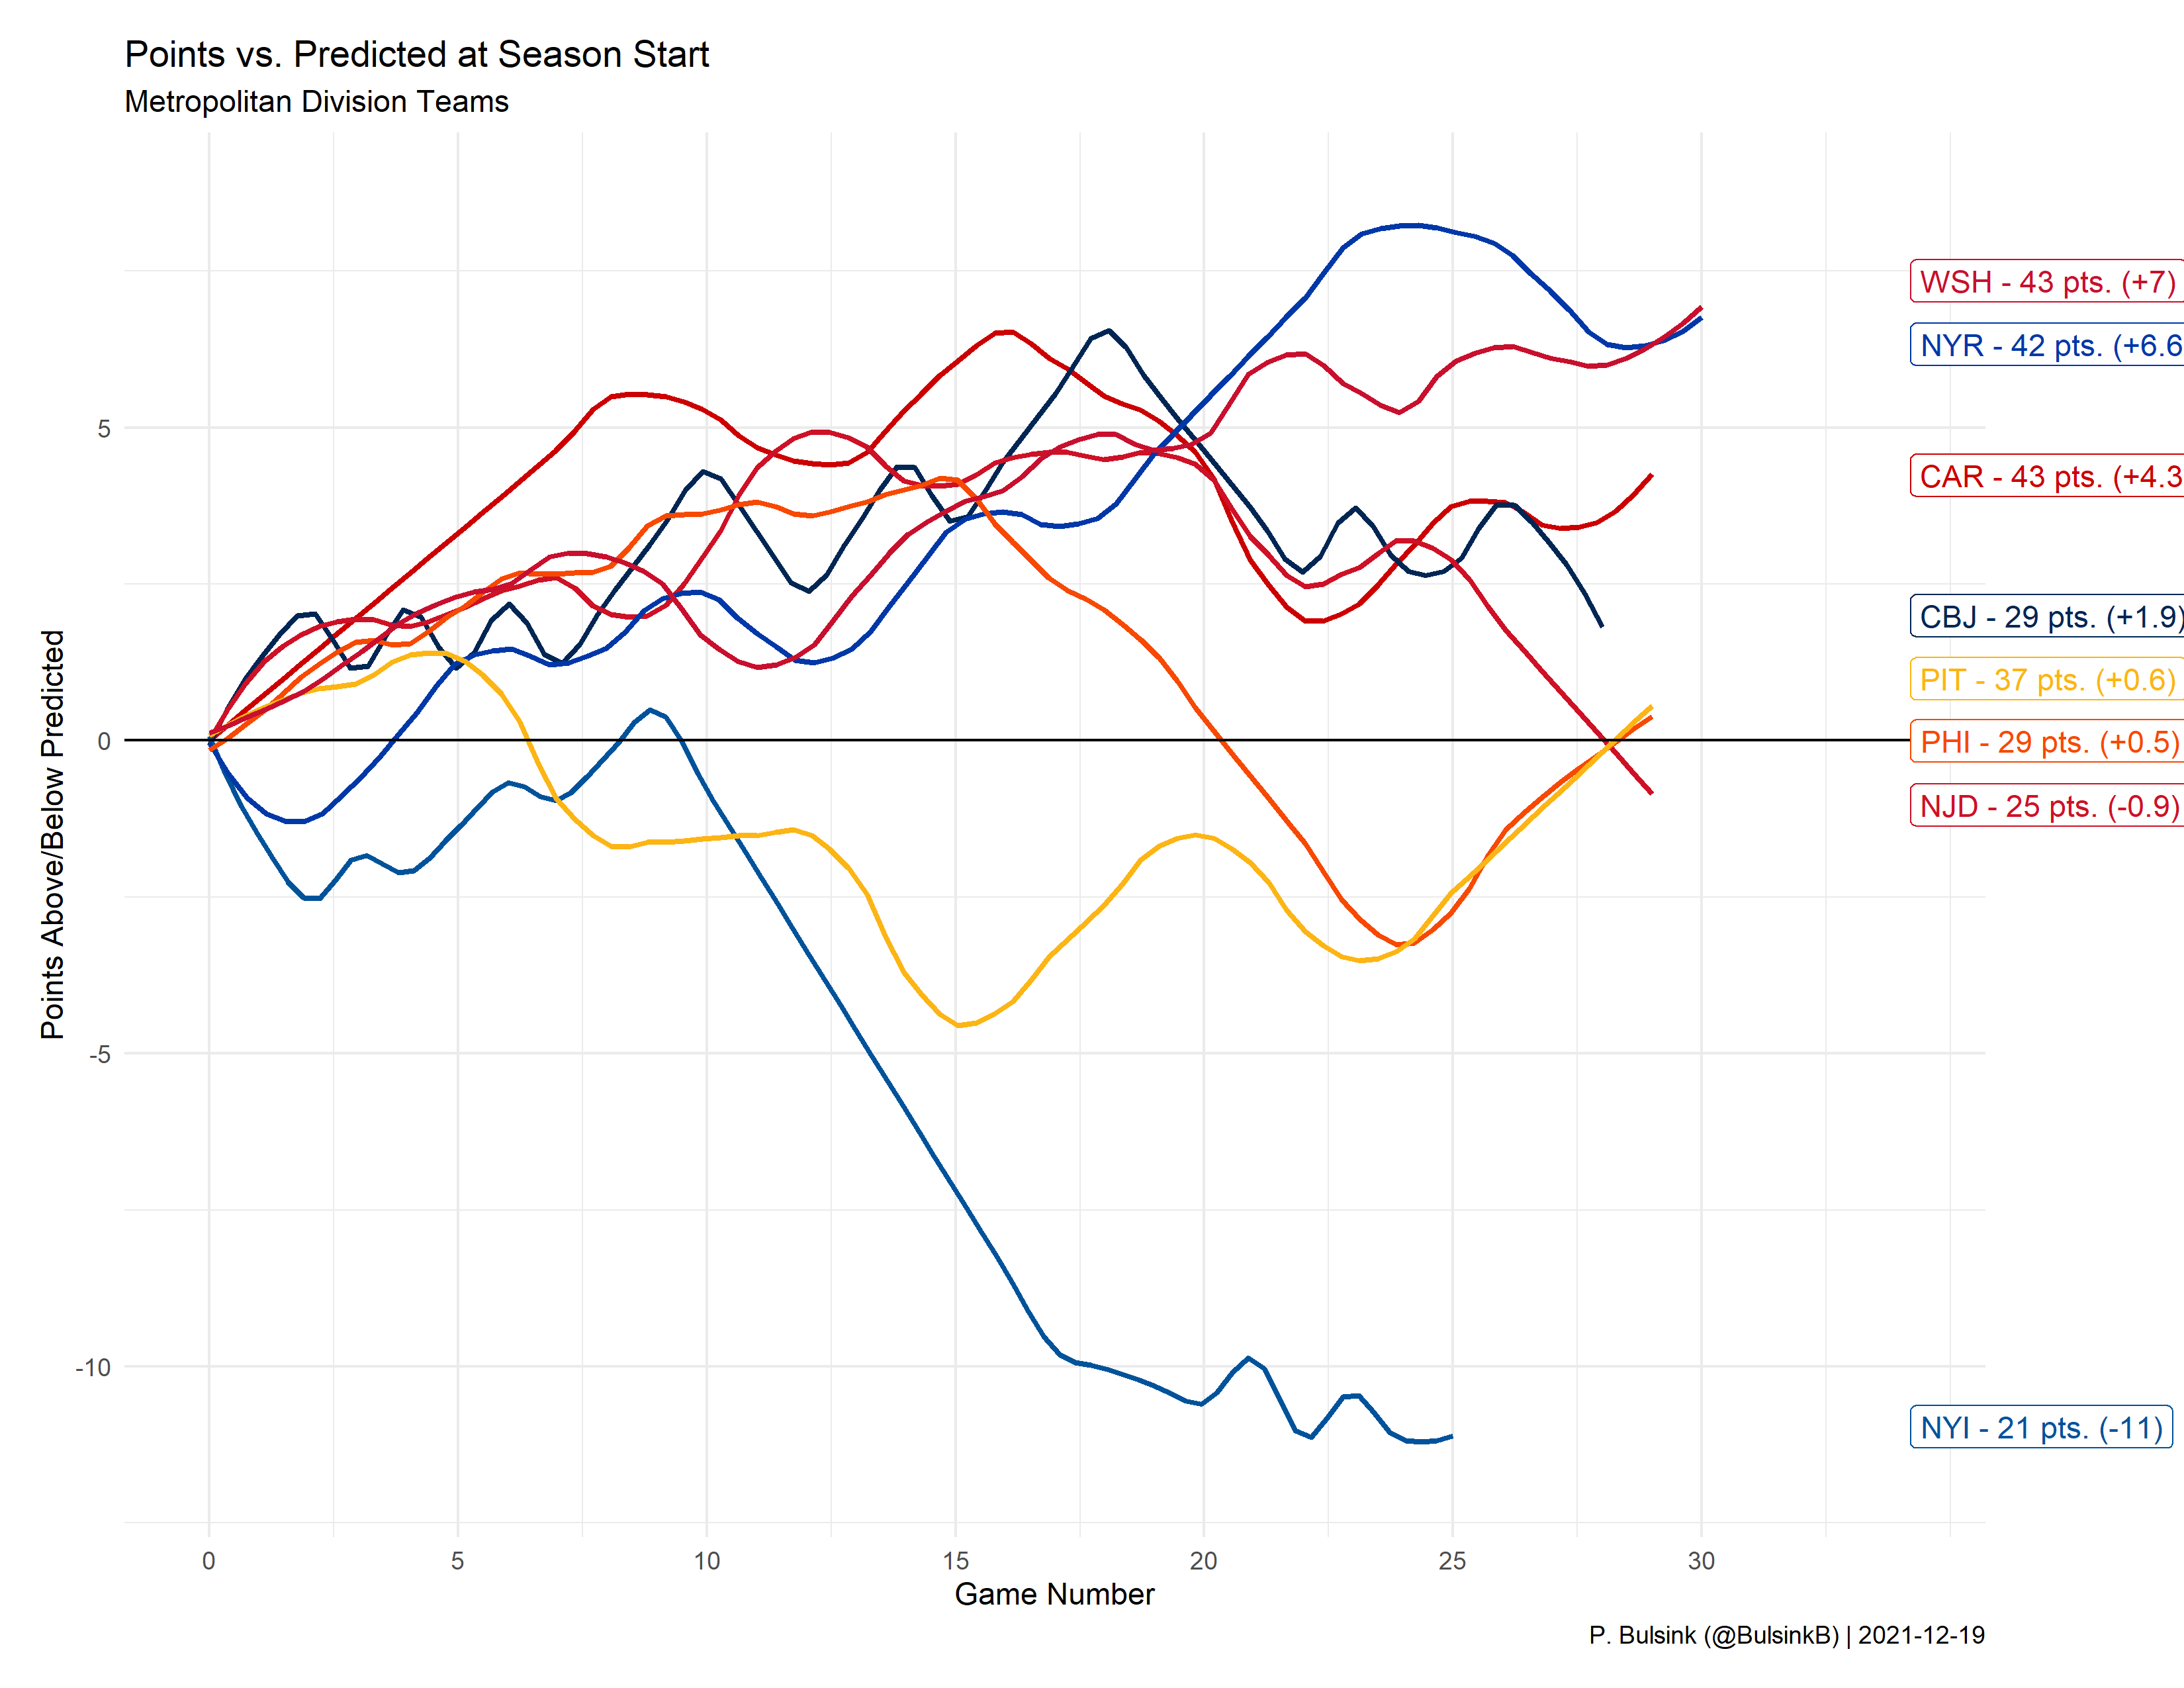 Points vs. Predicted at Season Start
Metropolitan Division Teams
Points Above/Below Predicted
5
0
-5
-10
WSH - 43 pts. (+7)
NYR - 42 pts. (+6.6
CAR - 43 pts. (+4.3
CBJ - 29 pts. (+1.9)
PIT - 37 pts. (+0.6)
PHI - 29 pts. (+0.5)
NJD - 25 pts. (-0.9)
NYI - 21 pts. (-11)
0 5 10 15 20 25 30
Game Number
P. Bulsink (@BulsinkB) | 2021-12-19